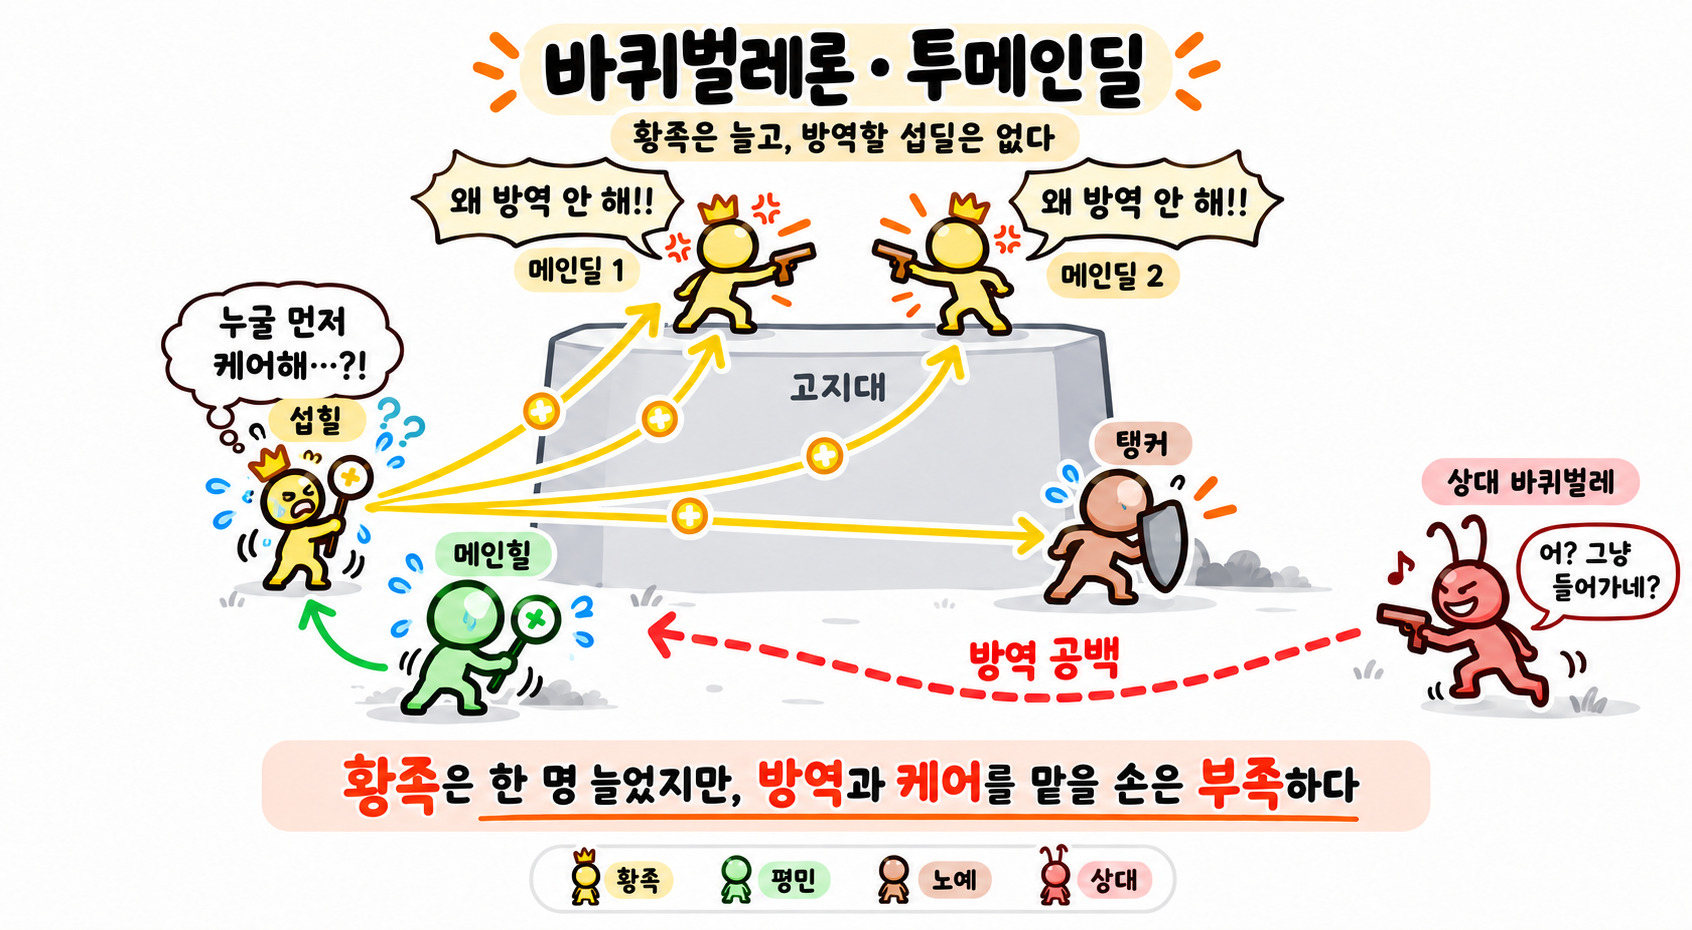 바퀴벌레론 · 투메인딜
황족은 늘고, 방역할 섭딜은 없다
왜 방역 안 해!!
왜 방역 안 해!!
메인딜 1
메인딜 2
누굴 먼저
케어해…?!
섭힐
고지대
탱커
상대 바퀴벌레
메인힐
어? 그냥
들어가네?
방역 공백
황족은 한 명 늘었지만, 방역과 케어를 맡을 손은 부족하다
황족
평민
노예
상대